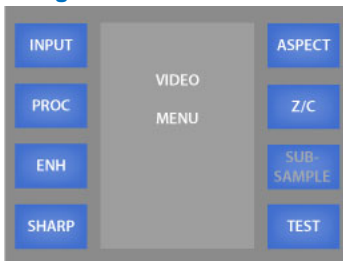 INPUT
ASPECT
VIDEO
MENU
PROC
Z/C
ENH
SUB-
SAMPLE
SHARP
TEST